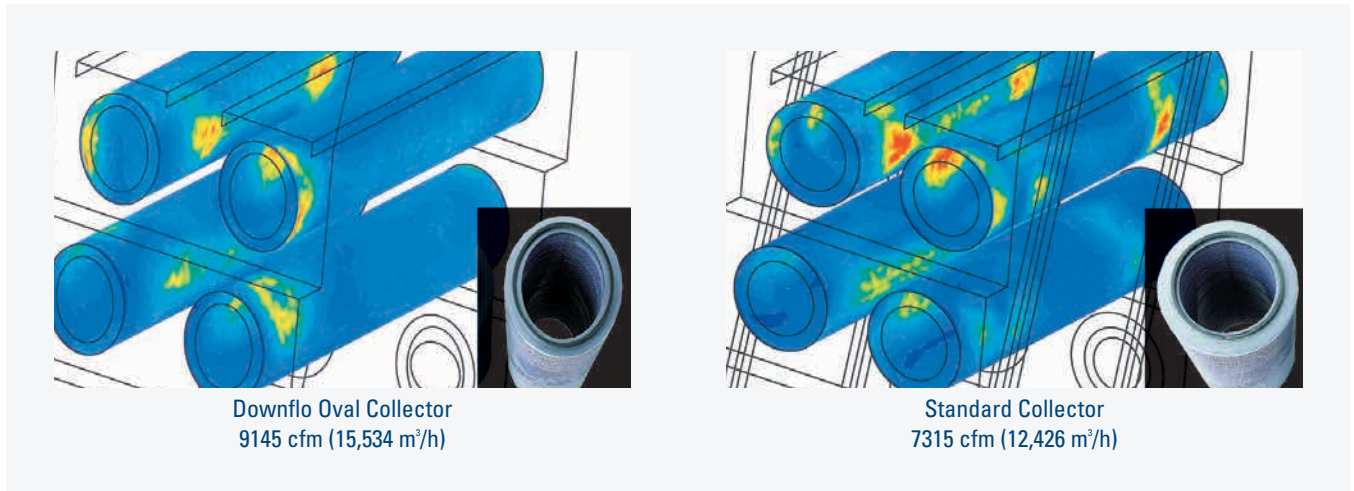 Downflo Oval Collector
9145 cfm (15,534 m³/h)
Standard Collector
7315 cfm (12,426 m³/h)